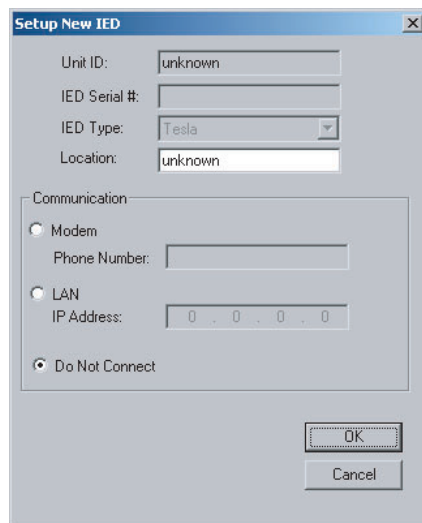 Setup New IED
Unit ID: unknown
IED Serial #:
IED Type: Tesla
Location: unknown
Communication
Modem
Phone Number:
LAN
IP Address: 0 . 0 . 0 . 0
Do Not Connect
OK
Cancel